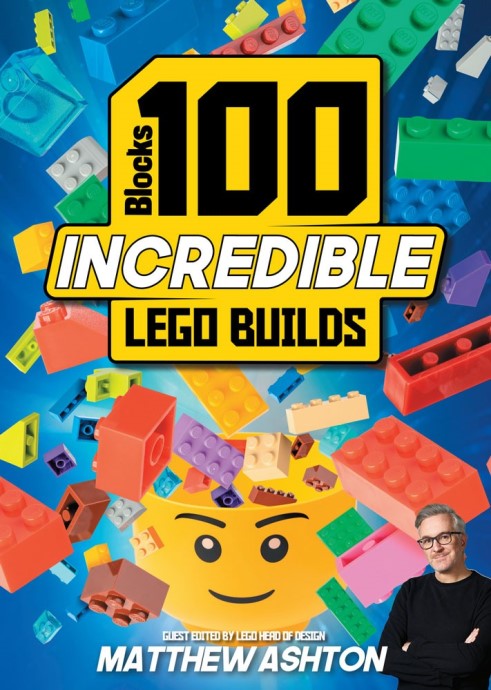 Blocks
100
INCREDIBLE
LEGO BUILDS
GUEST EDITED BY LEGO HEAD OF DESIGN
MATTHEW ASHTON